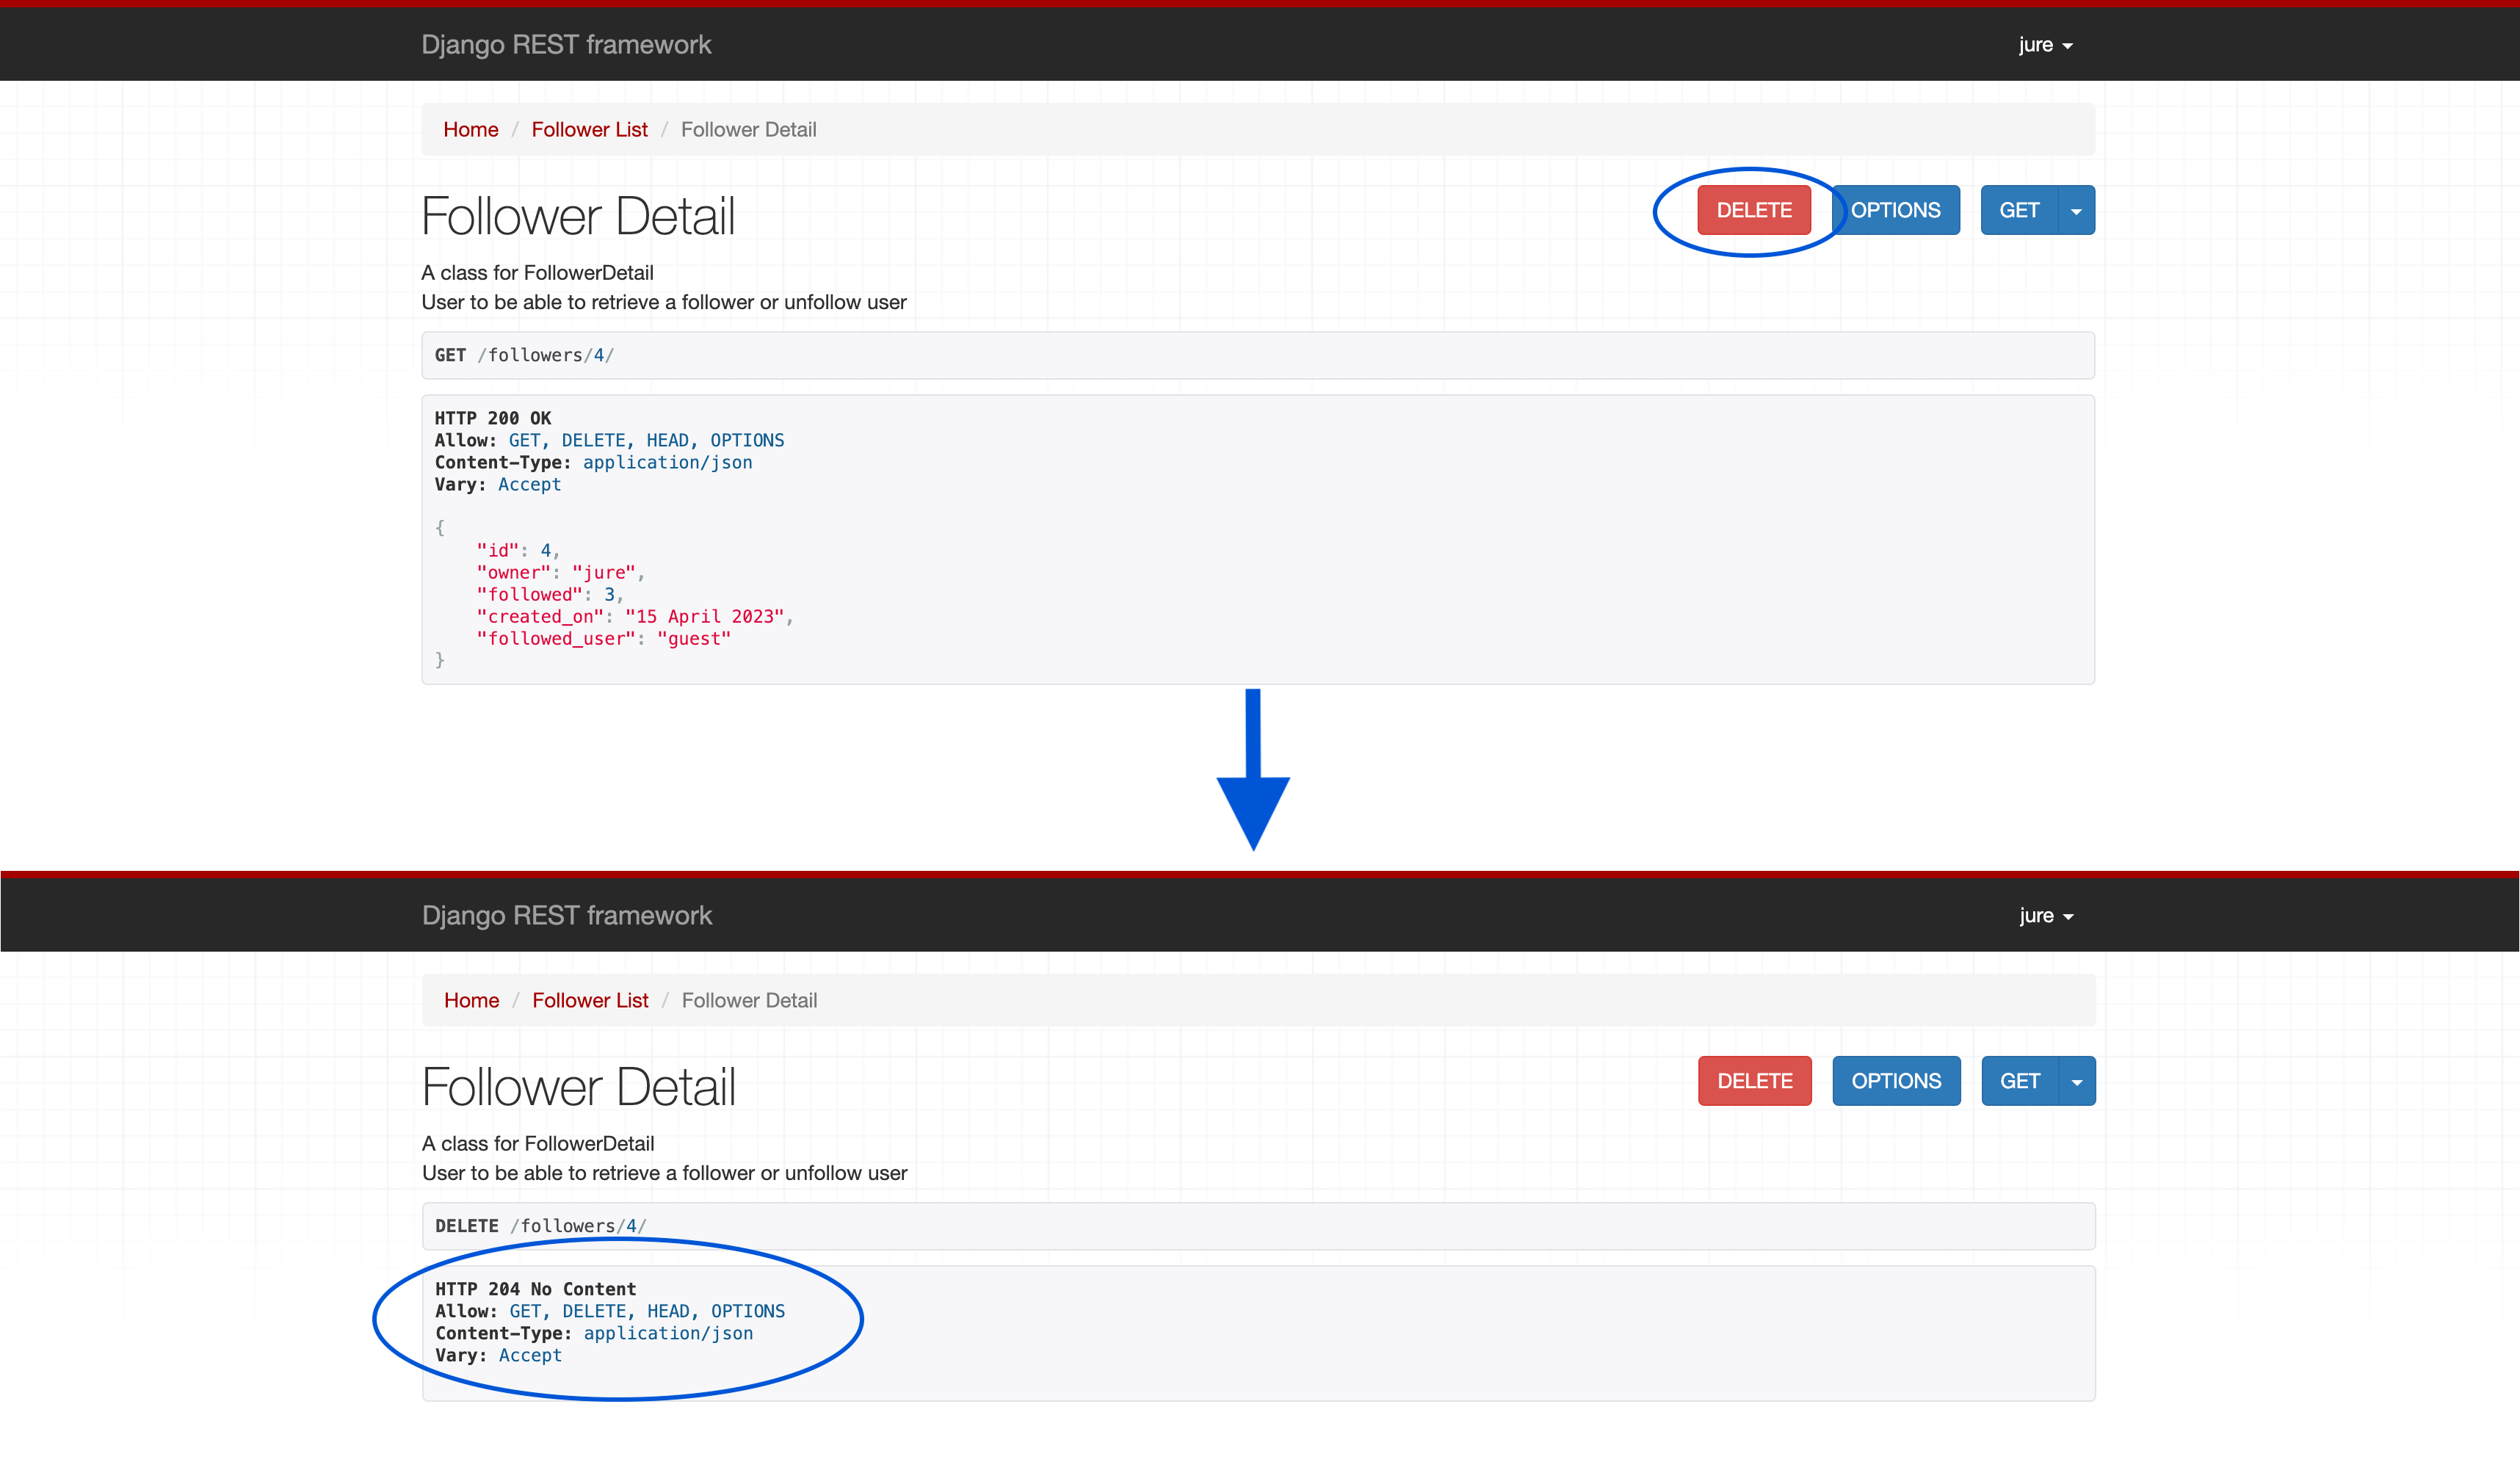 Django REST framework
jure
Home / Follower List / Follower Detail
Follower Detail
DELETE
OPTIONS
GET
A class for FollowerDetail
User to be able to retrieve a follower or unfollow user
GET /followers/4/
HTTP 200 OK
Allow: GET, DELETE, HEAD, OPTIONS
Content-Type: application/json
Vary: Accept
{
    "id": 4,
    "owner": "jure",
    "followed": 3,
    "created_on": "15 April 2023",
    "followed_user": "guest"
}
Django REST framework
jure
Home / Follower List / Follower Detail
Follower Detail
DELETE
OPTIONS
GET
A class for FollowerDetail
User to be able to retrieve a follower or unfollow user
DELETE /followers/4/
HTTP 204 No Content
Allow: GET, DELETE, HEAD, OPTIONS
Content-Type: application/json
Vary: Accept